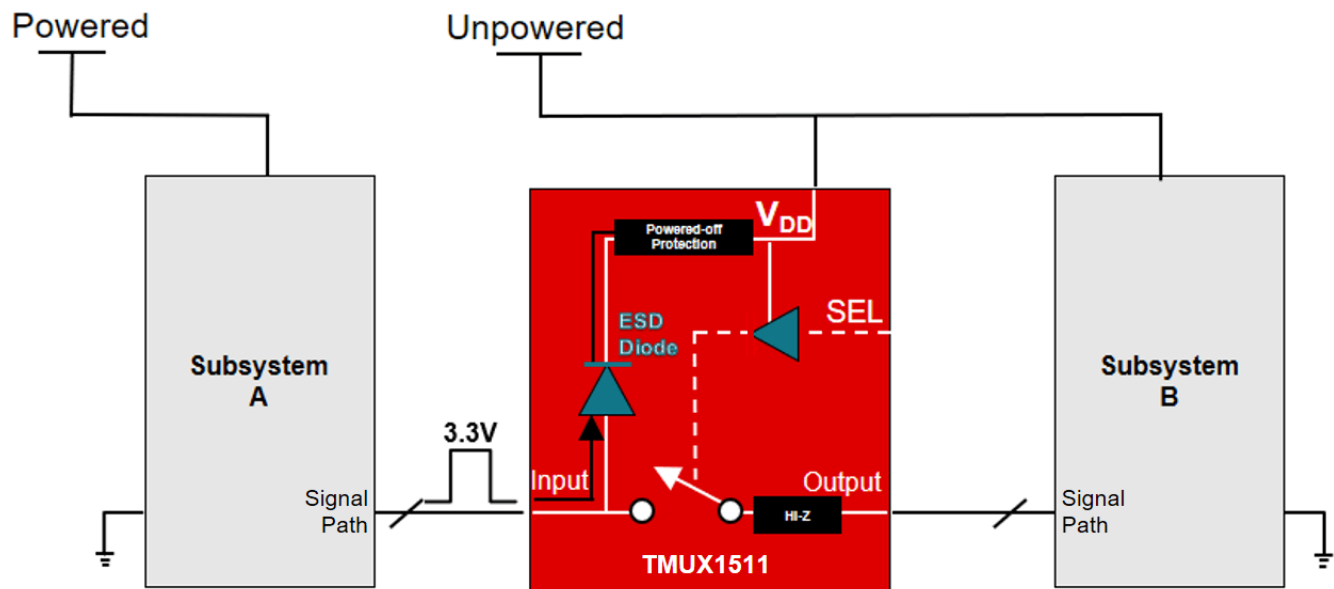 Powered
Unpowered
Powered-off
Protection
VDD
ESD
Diode
SEL
Subsystem
A
Subsystem
B
3.3V
Input
Output
Signal
Path
HI-Z
Signal
Path
TMUX1511